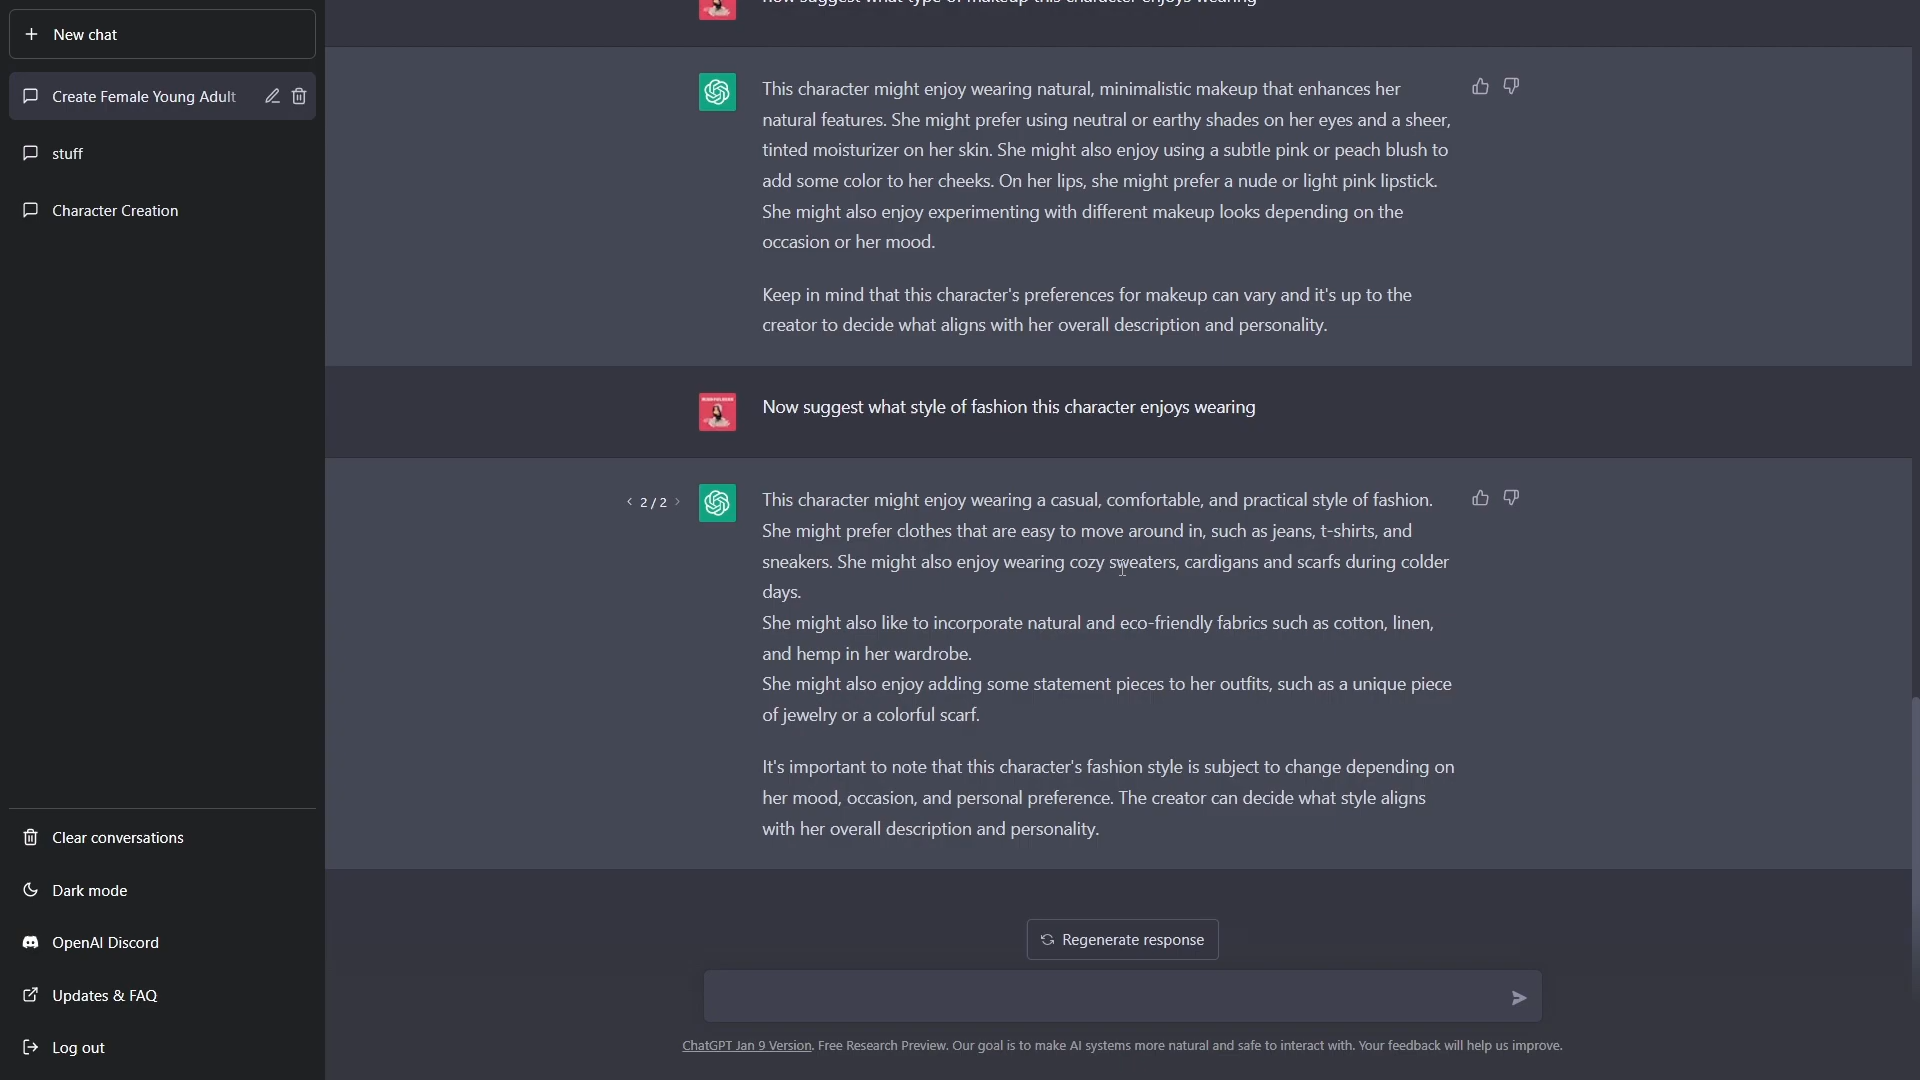 New chat
Create Female Young Adult
stuff
Character Creation
Clear conversations
Dark mode
OpenAI Discord
Updates & FAQ
Log out
now suggest what type of makeup this character enjoys wearing
This character might enjoy wearing natural, minimalistic makeup that enhances her
natural features. She might prefer using neutral or earthy shades on her eyes and a sheer,
tinted moisturizer on her skin. She might also enjoy using a subtle pink or peach blush to
add some color to her cheeks. On her lips, she might prefer a nude or light pink lipstick.
She might also enjoy experimenting with different makeup looks depending on the
occasion or her mood.
Keep in mind that this character's preferences for makeup can vary and it's up to the
creator to decide what aligns with her overall description and personality.
Now suggest what style of fashion this character enjoys wearing
2 / 2
This character might enjoy wearing a casual, comfortable, and practical style of fashion.
She might prefer clothes that are easy to move around in, such as jeans, t-shirts, and
sneakers. She might also enjoy wearing cozy sweaters, cardigans and scarfs during colder
days.
She might also like to incorporate natural and eco-friendly fabrics such as cotton, linen,
and hemp in her wardrobe.
She might also enjoy adding some statement pieces to her outfits, such as a unique piece
of jewelry or a colorful scarf.
It's important to note that this character's fashion style is subject to change depending on
her mood, occasion, and personal preference. The creator can decide what style aligns
with her overall description and personality.
Regenerate response
ChatGPT Jan 9 Version. Free Research Preview. Our goal is to make AI systems more natural and safe to interact with. Your feedback will help us improve.